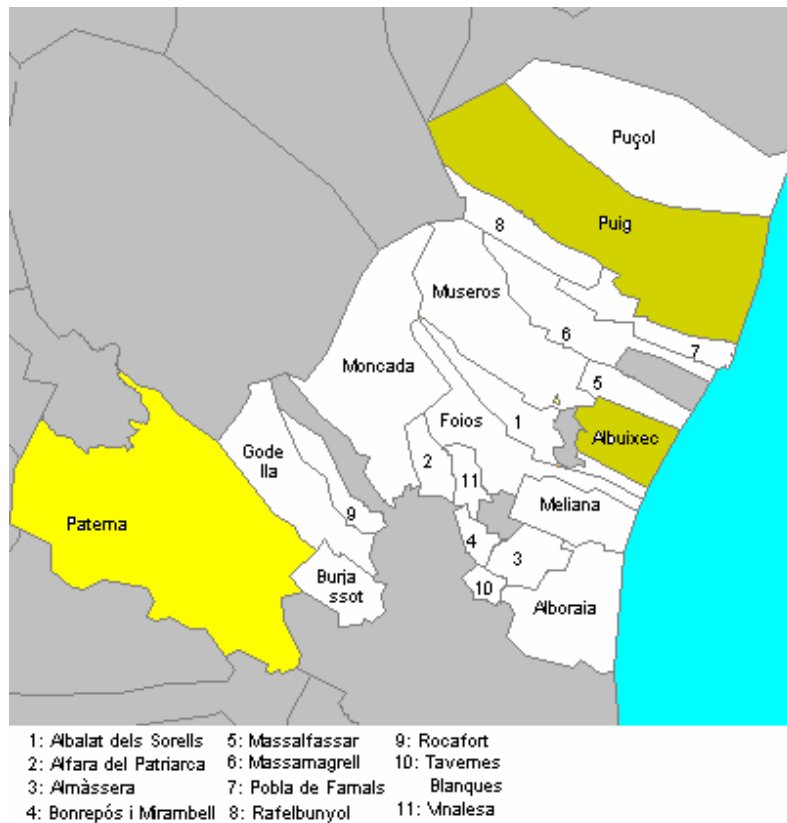 Puçol
Puig
8
Museros
6
7
Moncada
5
Foios
1
Albuixec
Gode
lla
2
11
Meliana
9
Paterna
4
3
Burja
ssot
10
Alboraia
1: Albalat dels Sorells
2: Alfara del Patriarca
3: Almàssera
4: Bonrepós i Mirambell
5: Massalfassar
6: Massamagrell
7: Pobla de Farnals
8: Rafelbunyol
9: Rocafort
10: Tavernes
Blanques
11: Vinalesa